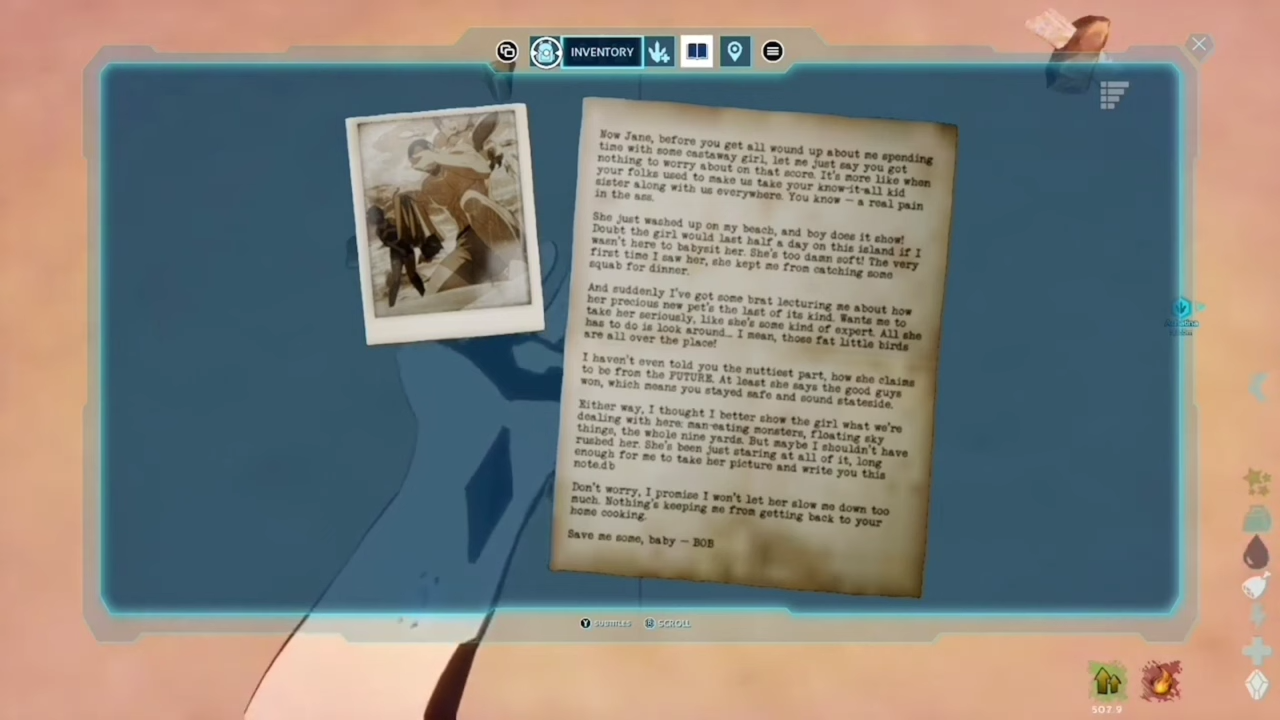 INVENTORY
Now Jane, before you get all wound up about me spending
time with some castaway girl, let me just say you got
nothing to worry about on that score. It's more like when
your folks used to make us take your know-it-all kid
sister along with us everywhere. You know — a real pain
in the ass.
She just washed up on my beach, and boy does it show!
Doubt the girl would last half a day on this island if I
wasn't here to babysit her. She's too damn soft! The very
first time I saw her, she kept me from catching some
squab for dinner.
And suddenly I've got some brat lecturing me about how
her precious new pet's the last of its kind. Wants me to
take her seriously, like she's some kind of expert. All she
has to do is look around… I mean, those fat little birds
are all over the place!
I haven't even told you the nuttiest part, how she claims
to be from the FUTURE. At least she says the good guys
won, which means you stayed safe and sound stateside.
Either way, I thought I better show the girl what we're
dealing with here: man-eating monsters, floating sky
things, the whole nine yards. But maybe I shouldn't have
rushed her. She's been just staring at all of it, long
enough for me to take her picture and write you this
note.db
Don't worry, I promise I won't let her slow me down too
much. Nothing's keeping me from getting back to your
home cooking.
Save me some, baby — BOB
Y SUBTITLES R SCROLL
507.9